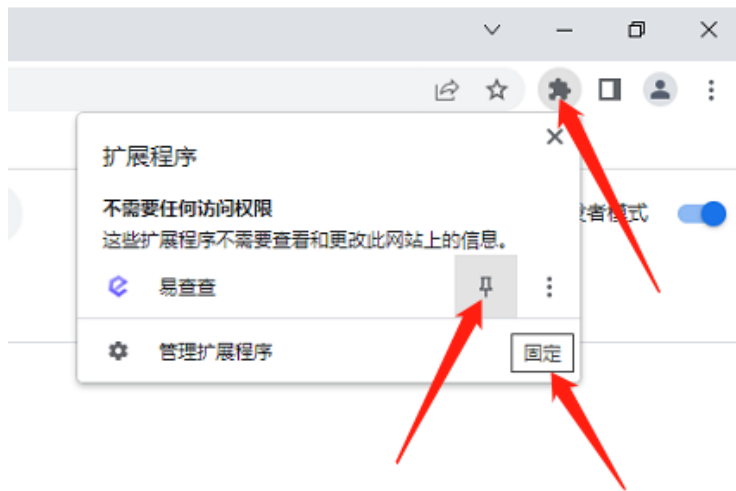 扩展程序
不需要任何访问权限
这些扩展程序不需要查看和更改此网站上的信息。
者模式
易查查
管理扩展程序
固定